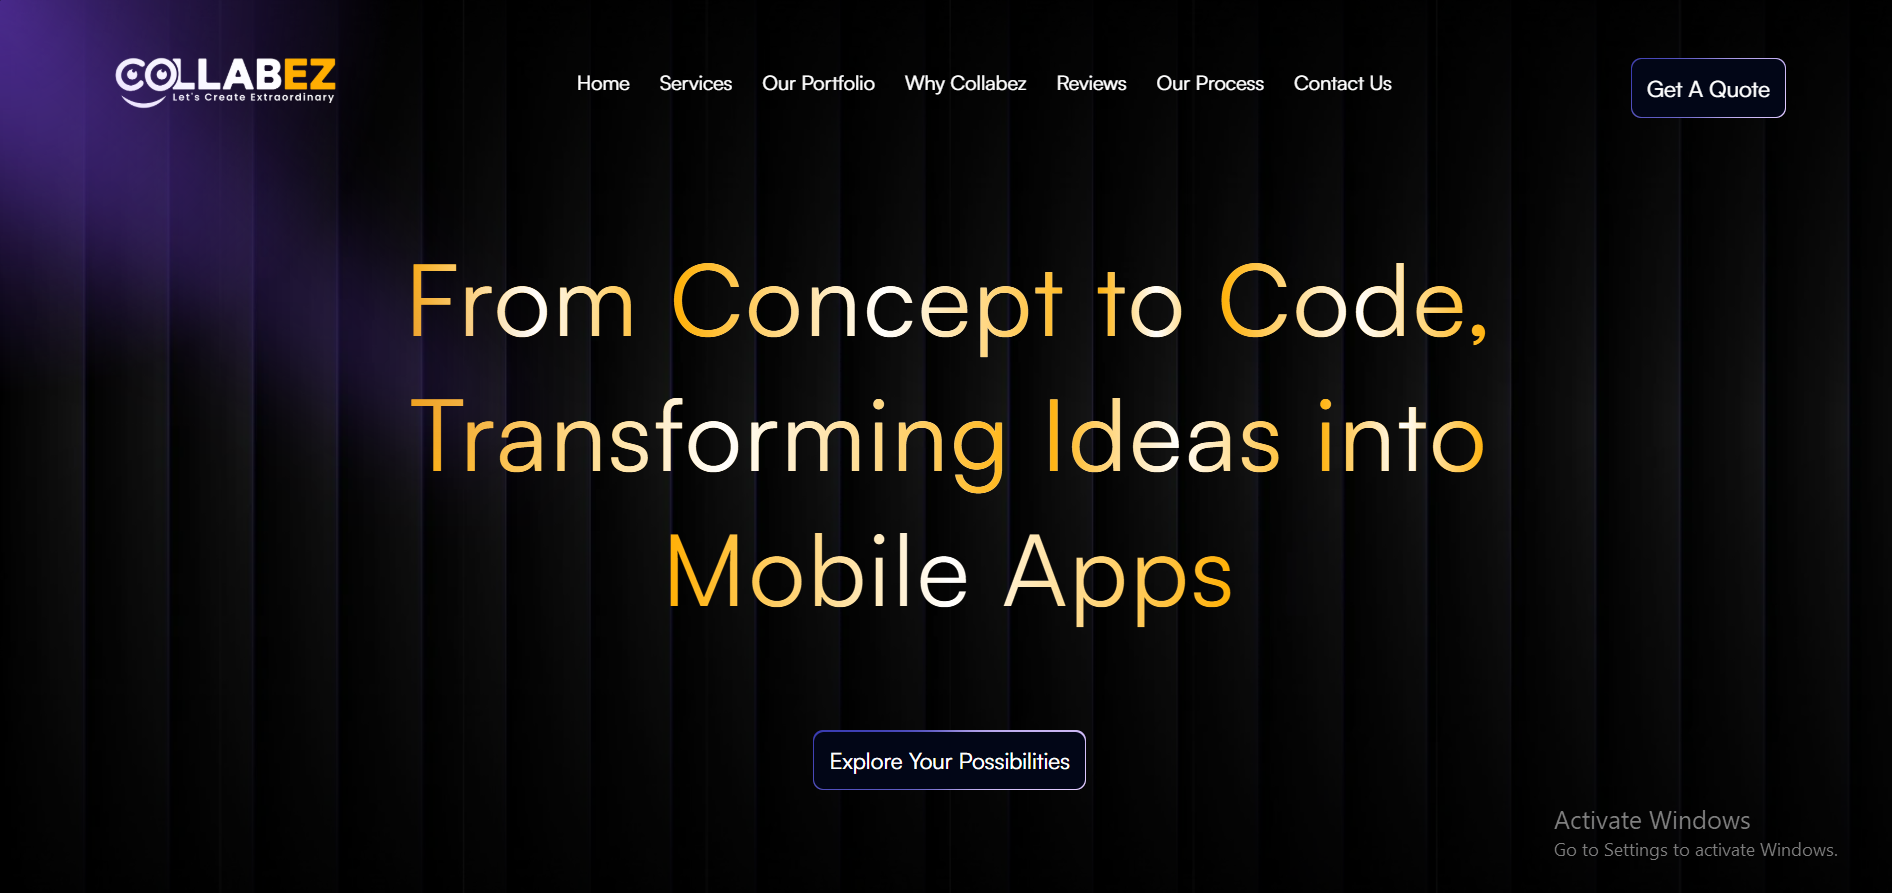 COLLABEZ
Let's Create Extraordinary
Home Services Our Portfolio Why Collabez Reviews Our Process Contact Us
Get A Quote
From Concept to Code,
Transforming Ideas into
Mobile Apps
Explore Your Possibilities
Activate Windows
Go to Settings to activate Windows.